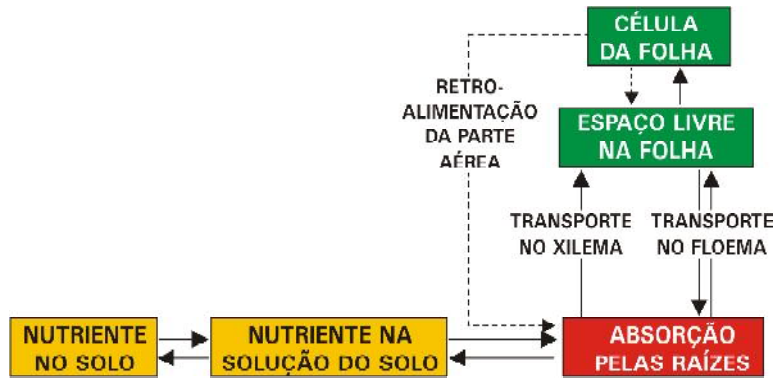 CÉLULA
DA FOLHA
RETRO-
ALIMENTAÇÃO
DA PARTE
AÉREA
ESPAÇO LIVRE
NA FOLHA
TRANSPORTE
NO XILEMA
TRANSPORTE
NO FLOEMA
NUTRIENTE
NO SOLO
NUTRIENTE NA
SOLUÇÃO DO SOLO
ABSORÇÃO
PELAS RAÍZES